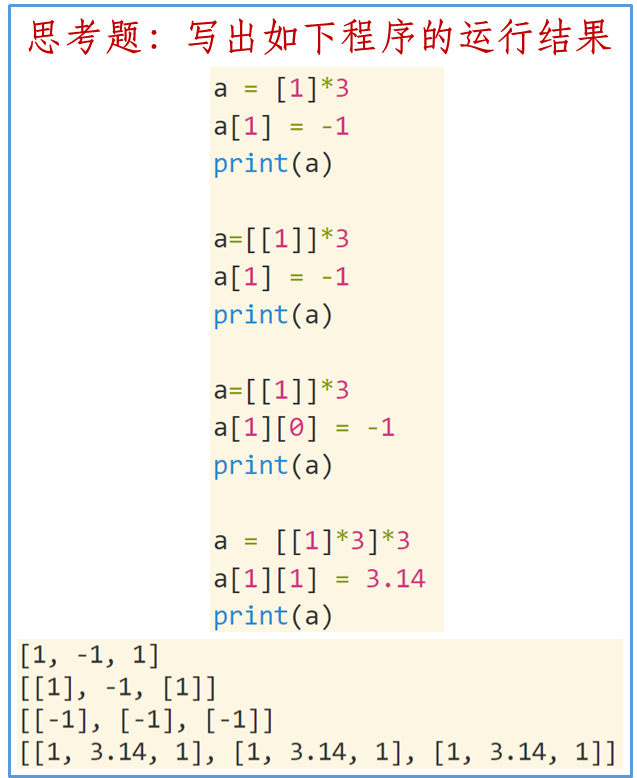 思考题：写出如下程序的运行结果
a = [1]*3
a[1] = -1
print(a)
a=[[1]]*3
a[1] = -1
print(a)
a=[[1]]*3
a[1][0] = -1
print(a)
a = [[1]*3]*3
a[1][1] = 3.14
print(a)
[1, -1, 1]
[[1], -1, [1]]
[[-1], [-1], [-1]]
[[1, 3.14, 1], [1, 3.14, 1], [1, 3.14, 1]]